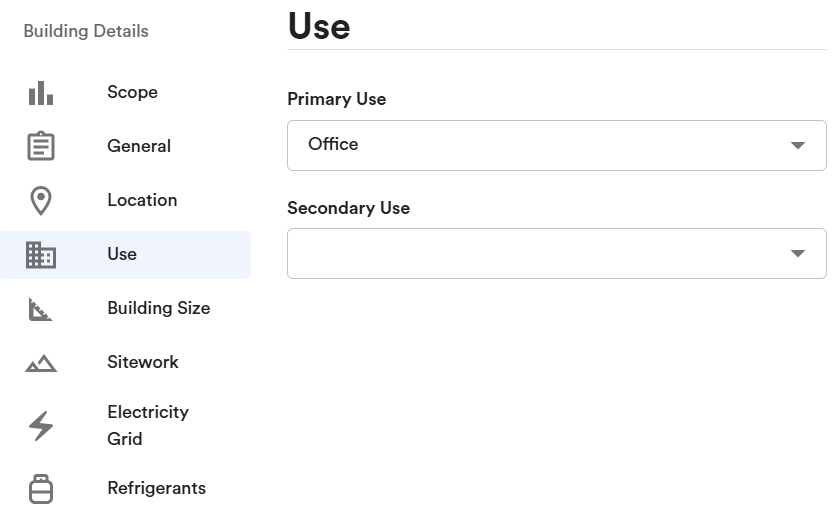 Building Details
Scope
General
Location
Use
Building Size
Sitework
Electricity
Grid
Refrigerants
Use
Primary Use
Office
Secondary Use